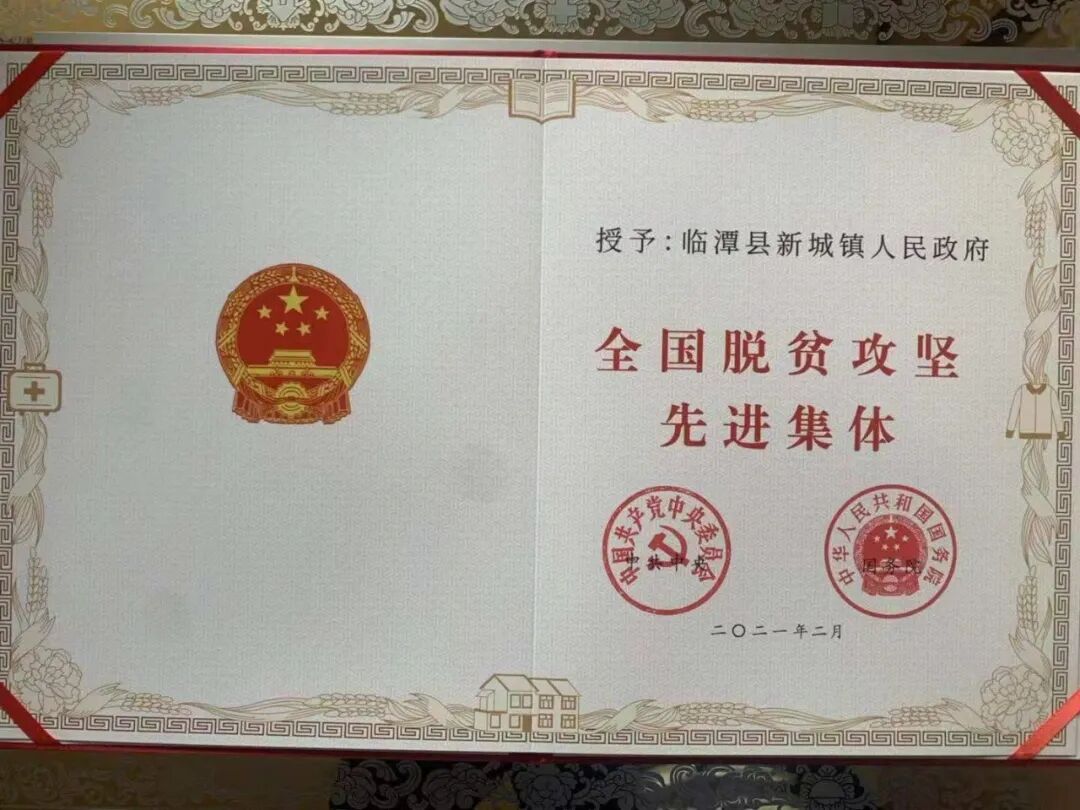 授予:临潭县新城镇人民政府
全国脱贫攻坚
先进集体
中国共产党中央委员会
中共中央
中华人民共和国国务院
国务院
二〇二一年二月